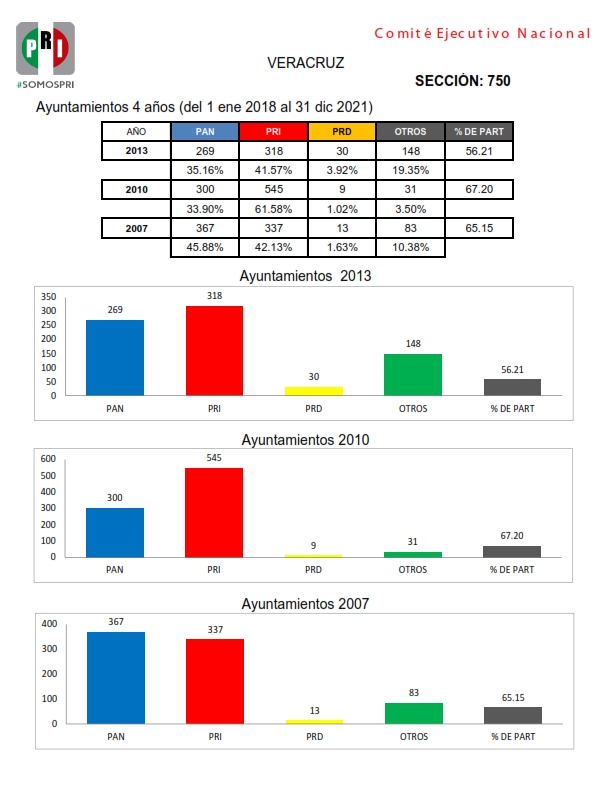 Comité Ejecutivo Nacional
PRI
#SOMOSPRI
VERACRUZ
SECCIÓN: 750
Ayuntamientos 4 años (del 1 ene 2018 al 31 dic 2021)
AÑO PAN PRI PRD OTROS % DE PART
2013 269 318 30 148 56.21
35.16% 41.57% 3.92% 19.35%
2010 300 545 9 31 67.20
33.90% 61.58% 1.02% 3.50%
2007 367 337 13 83 65.15
45.88% 42.13% 1.63% 10.38%
Ayuntamientos 2013
350
300
250
200
150
100
50
0
269 318 30 148 56.21
PAN PRI PRD OTROS % DE PART
Ayuntamientos 2010
600
500
400
300
200
100
0
300 545 9 31 67.20
PAN PRI PRD OTROS % DE PART
Ayuntamientos 2007
400
300
200
100
0
367 337 13 83 65.15
PAN PRI PRD OTROS % DE PART